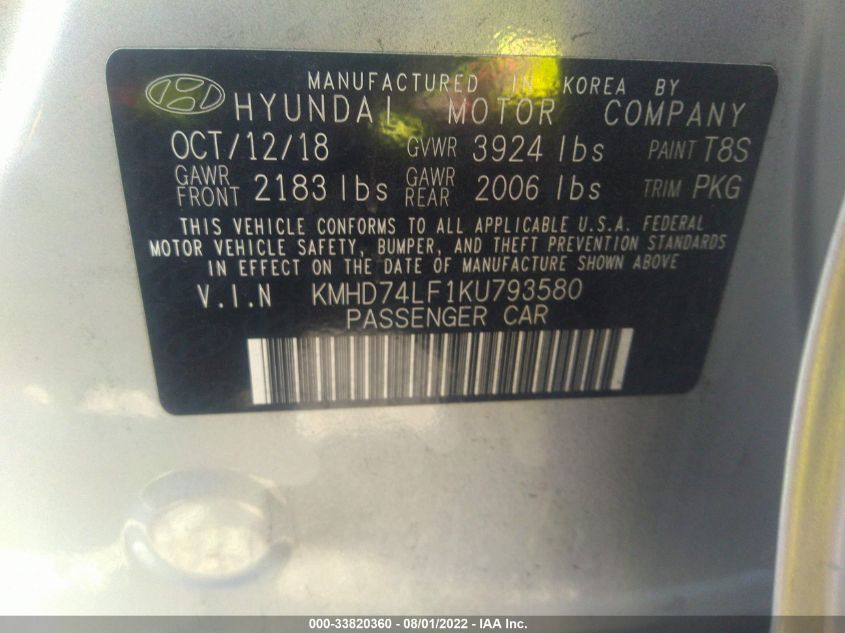 MANUFACTURED IN KOREA BY
HYUNDAI MOTOR COMPANY
OCT/12/18 GVWR 3924 lbs PAINT T8S
GAWR FRONT 2183 lbs GAWR REAR 2006 lbs TRIM PKG
THIS VEHICLE CONFORMS TO ALL APPLICABLE U.S.A. FEDERAL
MOTOR VEHICLE SAFETY, BUMPER, AND THEFT PREVENTION STANDARDS
IN EFFECT ON THE DATE OF MANUFACTURE SHOWN ABOVE
V.I.N KMHD74LF1KU793580
PASSENGER CAR
000-33820360 - 08/01/2022 - IAA Inc.